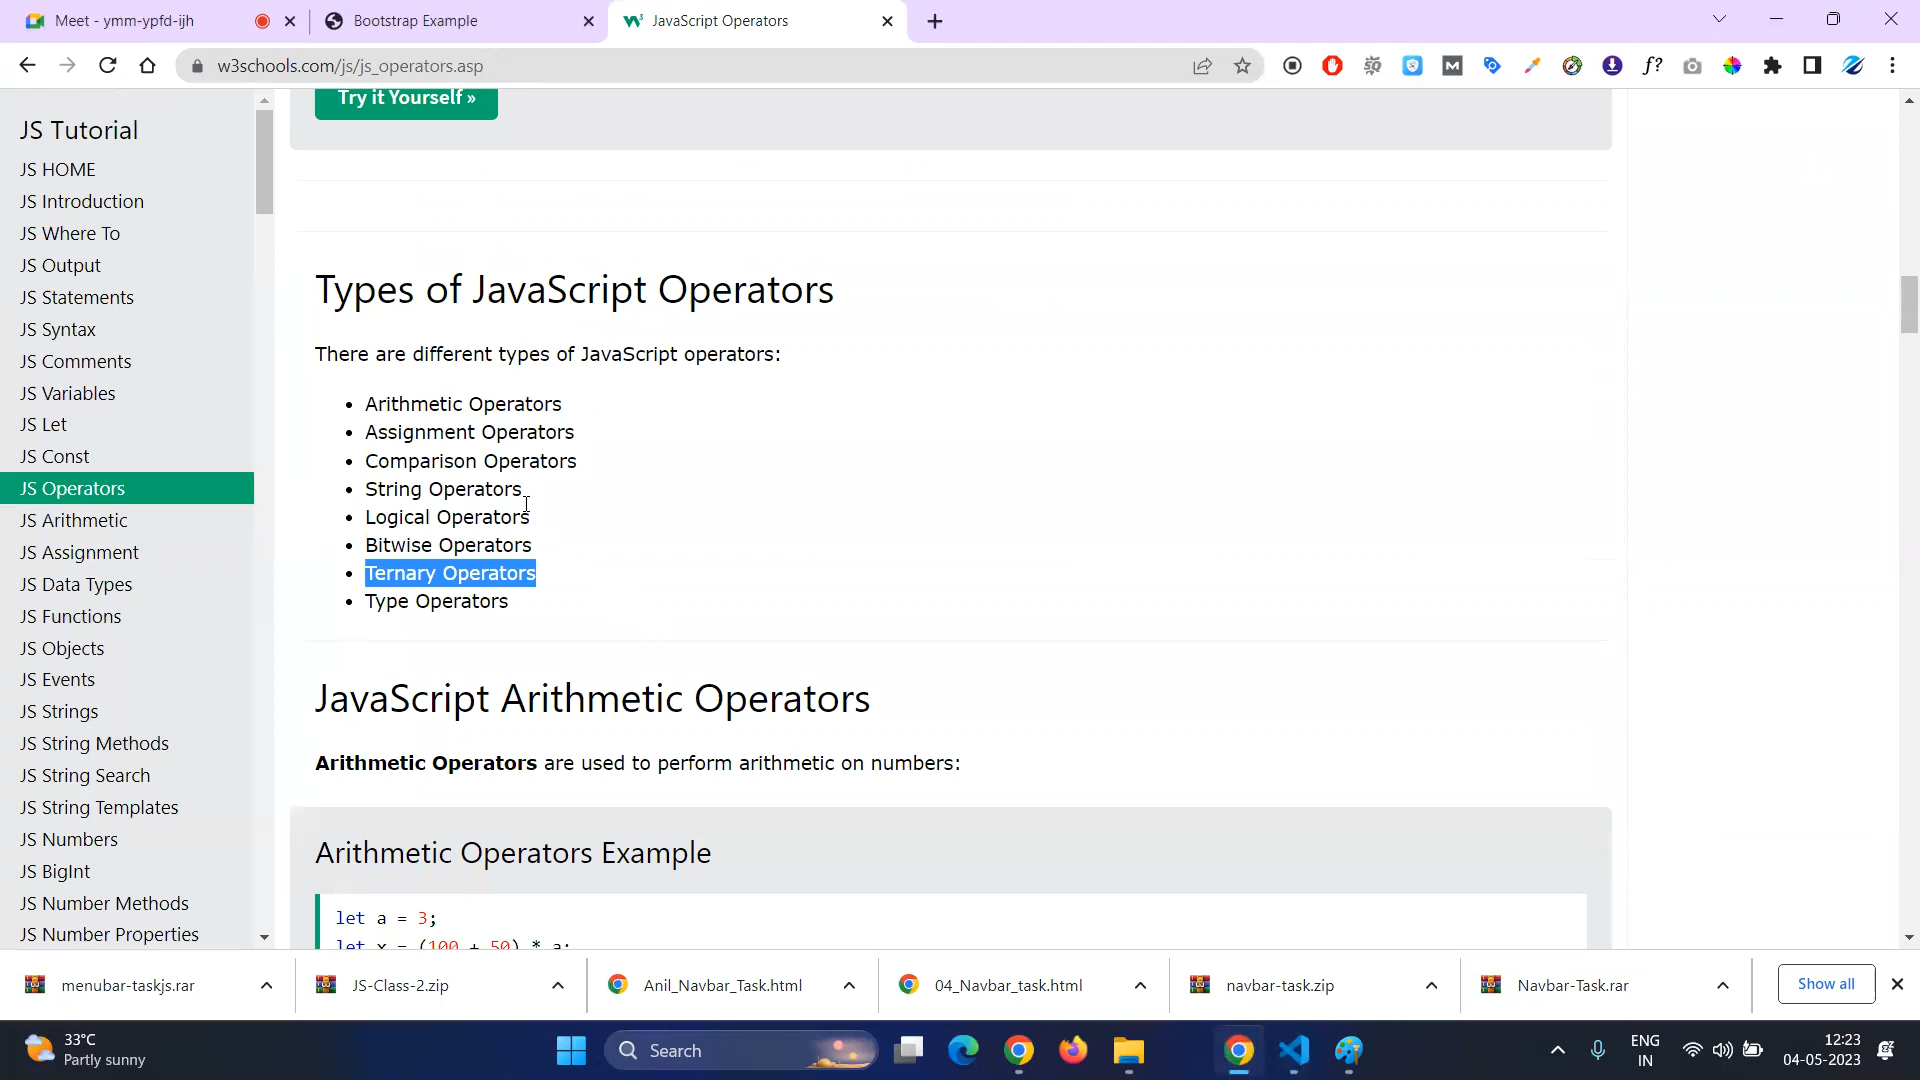 Meet - ymm-ypfd-ijh
Bootstrap Example
JavaScript Operators
w3schools.com/js/js_operators.asp
JS Tutorial
JS HOME
JS Introduction
JS Where To
JS Output
JS Statements
JS Syntax
JS Comments
JS Variables
JS Let
JS Const
JS Operators
JS Arithmetic
JS Assignment
JS Data Types
JS Functions
JS Objects
JS Events
JS Strings
JS String Methods
JS String Search
JS String Templates
JS Numbers
JS BigInt
JS Number Methods
JS Number Properties
Try it Yourself »
Types of JavaScript Operators
There are different types of JavaScript operators:
Arithmetic Operators
Assignment Operators
Comparison Operators
String Operators
Logical Operators
Bitwise Operators
Ternary Operators
Type Operators
JavaScript Arithmetic Operators
Arithmetic Operators are used to perform arithmetic on numbers:
Arithmetic Operators Example
let a = 3;
let x = (100 + 50) * a;
menubar-taskjs.rar
JS-Class-2.zip
Anil_Navbar_Task.html
04_Navbar_task.html
navbar-task.zip
Navbar-Task.rar
Show all
33°C
Partly sunny
Search
ENG
IN
12:23
04-05-2023